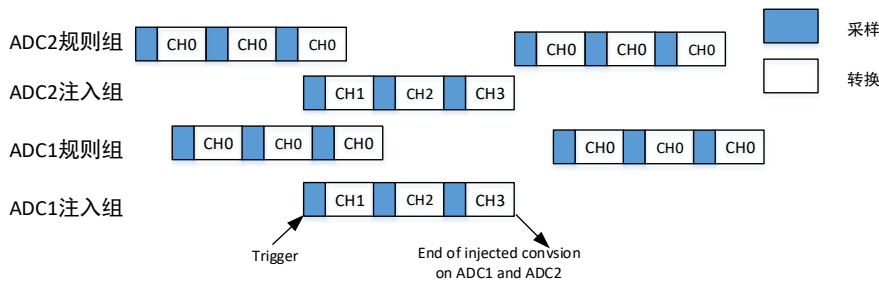 ADC2规则组 CH0 CH0 CH0 CH0 CH0 CH0 采样
ADC2注入组 CH1 CH2 CH3 转换
ADC1规则组 CH0 CH0 CH0 CH0 CH0 CH0
ADC1注入组 CH1 CH2 CH3
Trigger
End of injected convsion
on ADC1 and ADC2